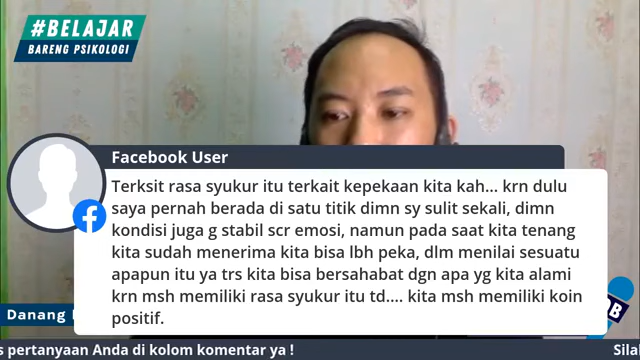 #BELAJAR
BARENG PSIKOLOGI
Facebook User
Terksit rasa syukur itu terkait kepekaan kita kah... krn dulu
saya pernah berada di satu titik dimn sy sulit sekali, dimn
kondisi juga g stabil scr emosi, namun pada saat kita tenang
kita sudah menerima kita bisa lbh peka, dlm menilai sesuatu
apapun itu ya trs kita bisa bersahabat dgn apa yg kita alami
krn msh memiliki rasa syukur itu td.... kita msh memiliki koin
positif.
Danang
pertanyaan Anda di kolom komentar ya !